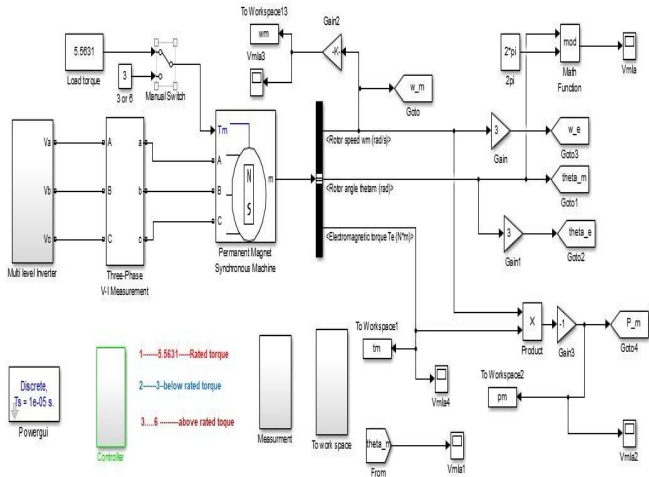 To Workspace13
wm
Vmla3
Gain2
-K-
5.5631
Load torque
3
3 or 6
Manual Switch
w_m
Goto
2*pi
2pi
mod
Math
Function
Vmla
Va
Vb
Vc
Multi level Inverter
A
B
C
a
b
c
Three-Phase
V-I Measurement
Tm
A
B
C
m
N
S
Permanent Magnet
Synchronous Machine
<Rotor speed wm (rad/s)>
<Rotor angle thetam (rad)>
<Electromagnetic torque Te (N*m)>
3
Gain
w_e
Goto3
theta_m
Goto1
3
Gain1
theta_e
Goto2
X
Product
-1
Gain3
P_m
Goto4
To Workspace1
tm
Vmla4
To Workspace2
pm
Vmla2
Discrete,
Ts = 1e-05 s.
Powergui
Controller
1-------5.5631-----Rated torque
2-----3--below rated torque
3.....6 --------above rated toque
Measurment
To work space
theta_m
From
Vmla1